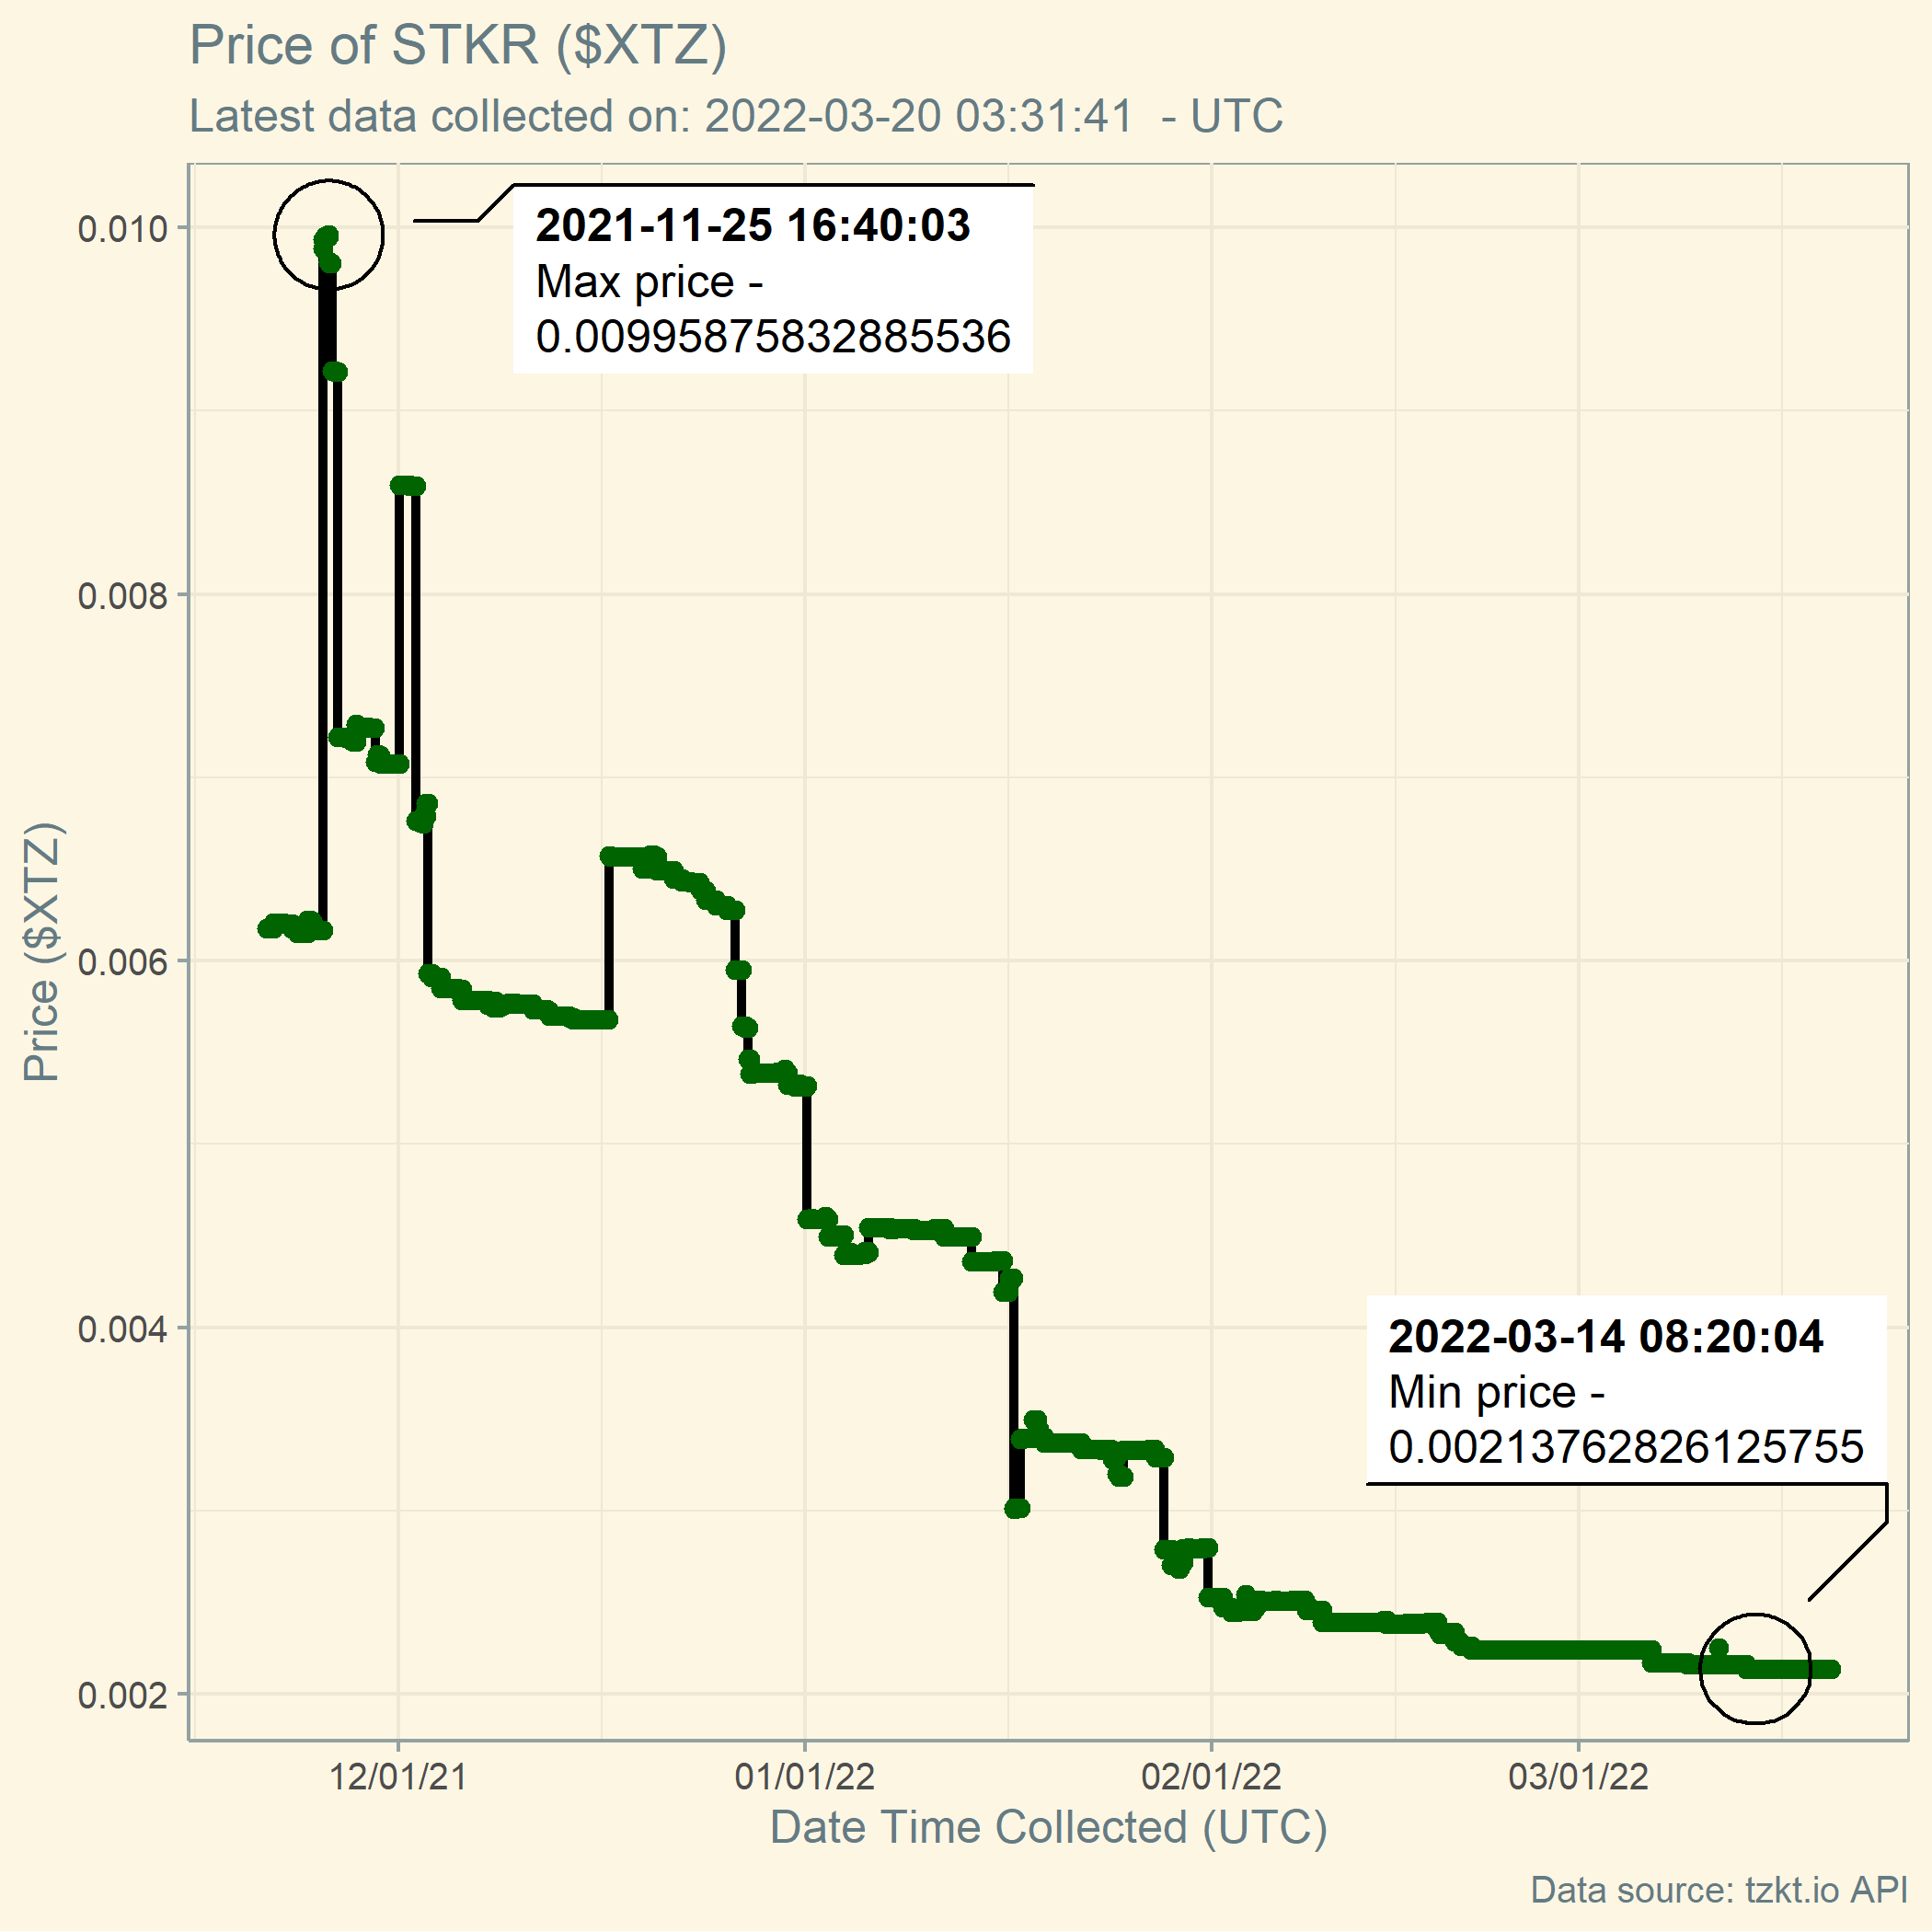 Price of STKR ($XTZ)
Latest data collected on: 2022-03-20 03:31:41  - UTC
2021-11-25 16:40:03
Max price -
0.00995875832885536
0.010
0.008
0.006
0.004
0.002
Price ($XTZ)
2022-03-14 08:20:04
Min price -
0.00213762826125755
12/01/21
01/01/22
02/01/22
03/01/22
Date Time Collected (UTC)
Data source: tzkt.io API